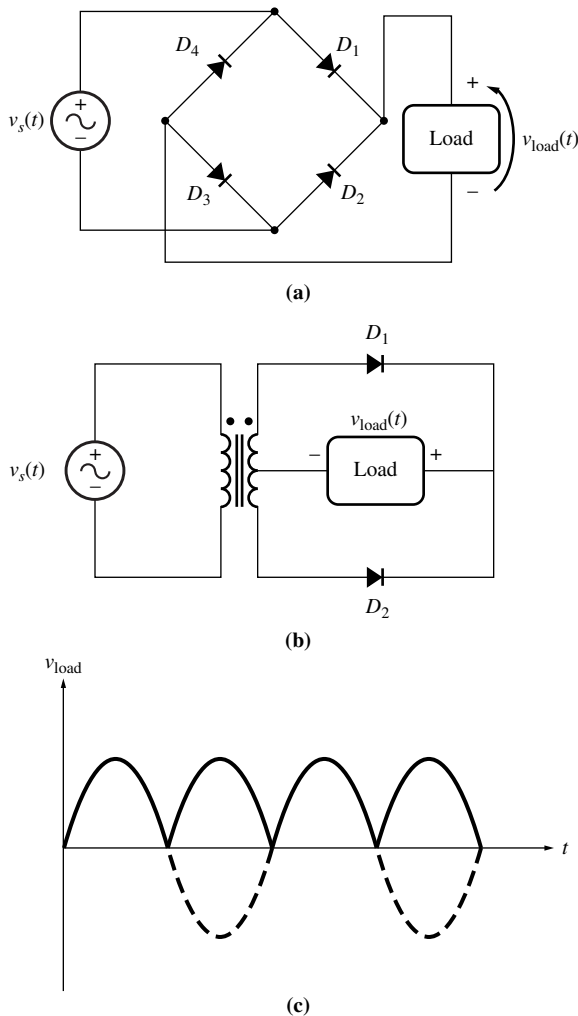 D4
D1
+
vs(t)
+
−
Load
vload(t)
D3
D2
−
(a)
D1
vload(t)
vs(t)
+
−
−
Load
+
D2
(b)
vload
t
(c)